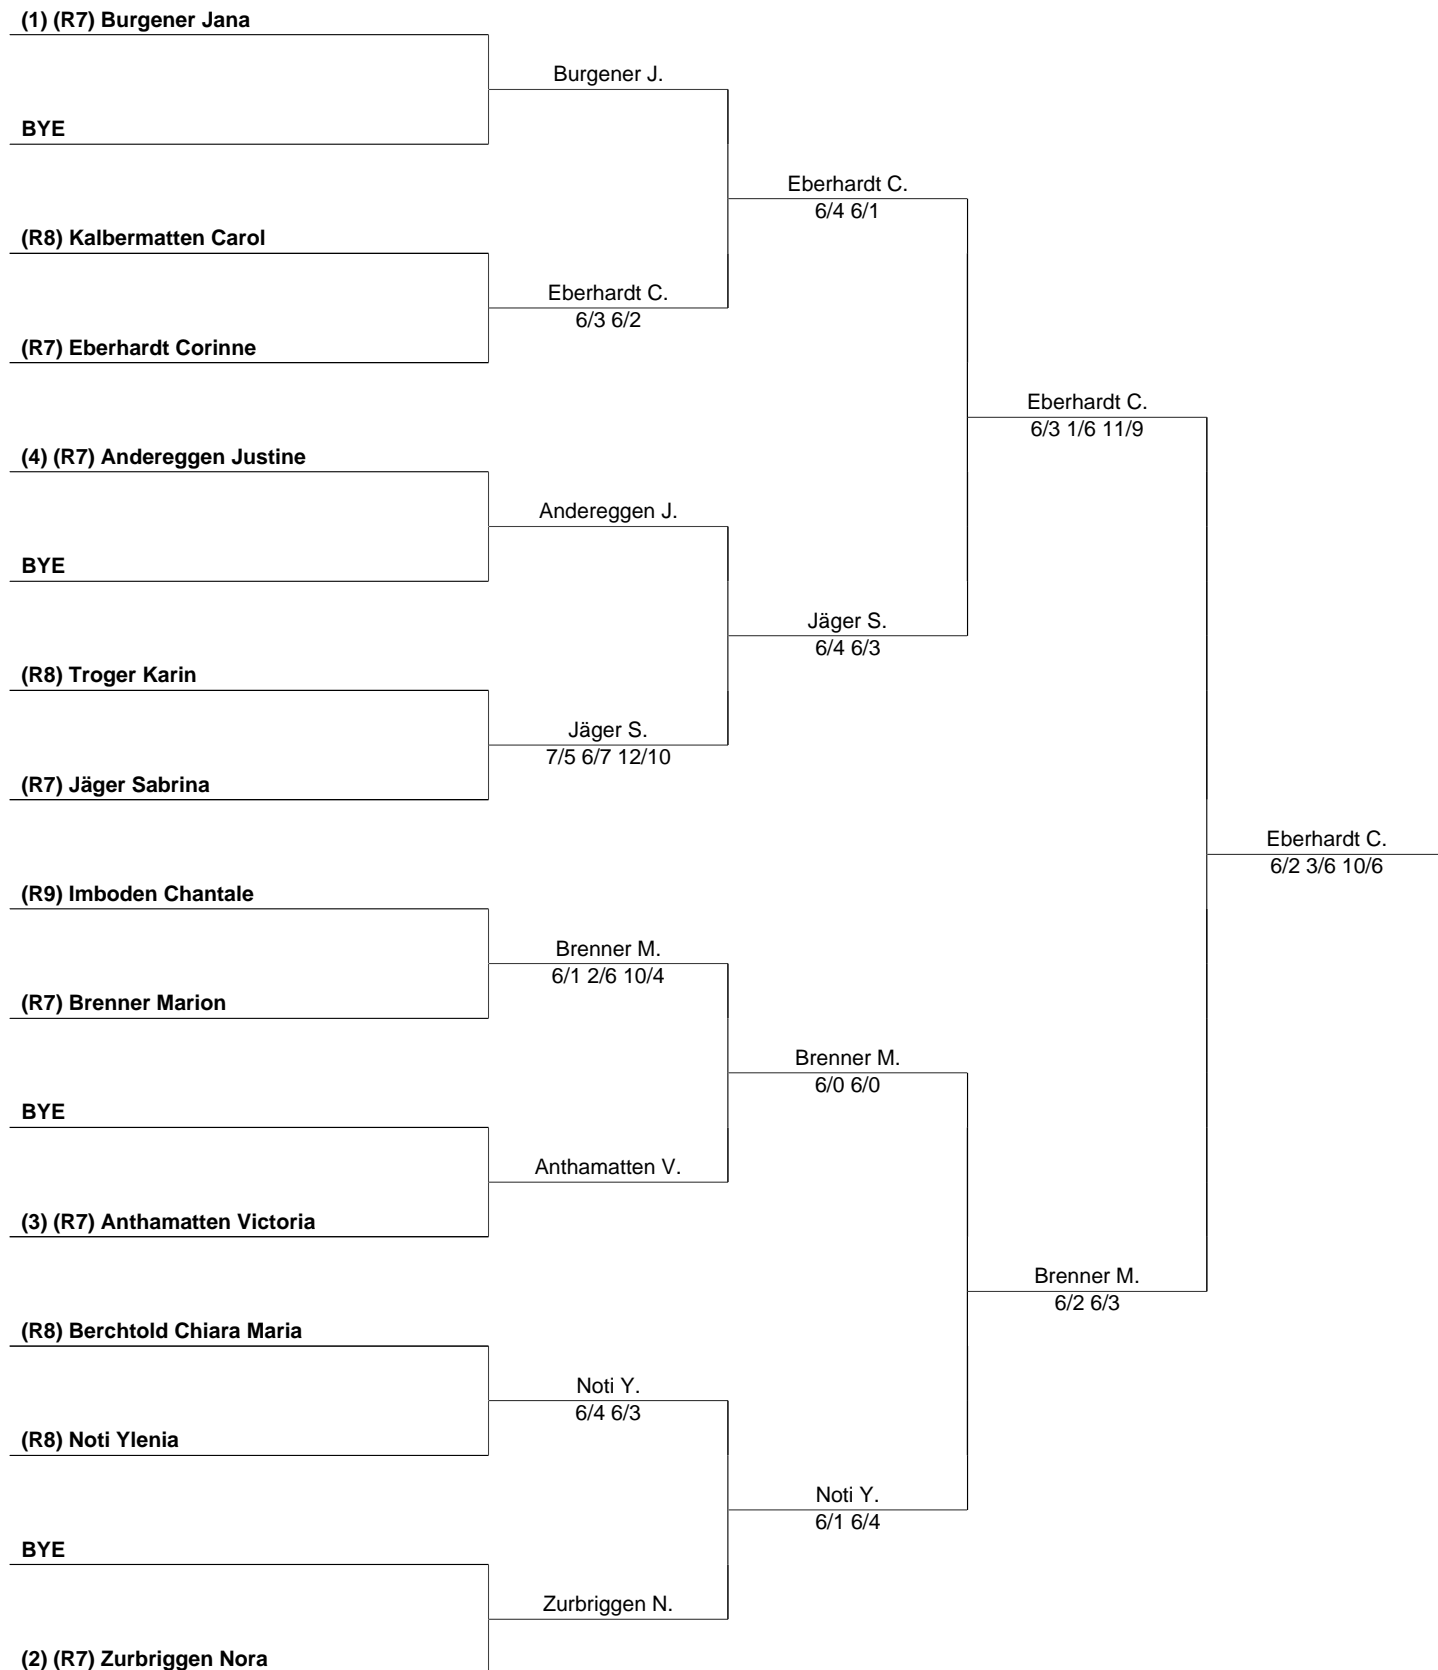 (1) (R7) Burgener Jana
Burgener J.
BYE
Eberhardt C.
6/4 6/1
(R8) Kalbermatten Carol
Eberhardt C.
6/3 6/2
(R7) Eberhardt Corinne
Eberhardt C.
6/3 1/6 11/9
(4) (R7) Andereggen Justine
Andereggen J.
BYE
Jäger S.
6/4 6/3
(R8) Troger Karin
Jäger S.
7/5 6/7 12/10
(R7) Jäger Sabrina
Eberhardt C.
6/2 3/6 10/6
(R9) Imboden Chantale
Brenner M.
6/1 2/6 10/4
(R7) Brenner Marion
Brenner M.
6/0 6/0
BYE
Anthamatten V.
(3) (R7) Anthamatten Victoria
Brenner M.
6/2 6/3
(R8) Berchtold Chiara Maria
Noti Y.
6/4 6/3
(R8) Noti Ylenia
Noti Y.
6/1 6/4
BYE
Zurbriggen N.
(2) (R7) Zurbriggen Nora